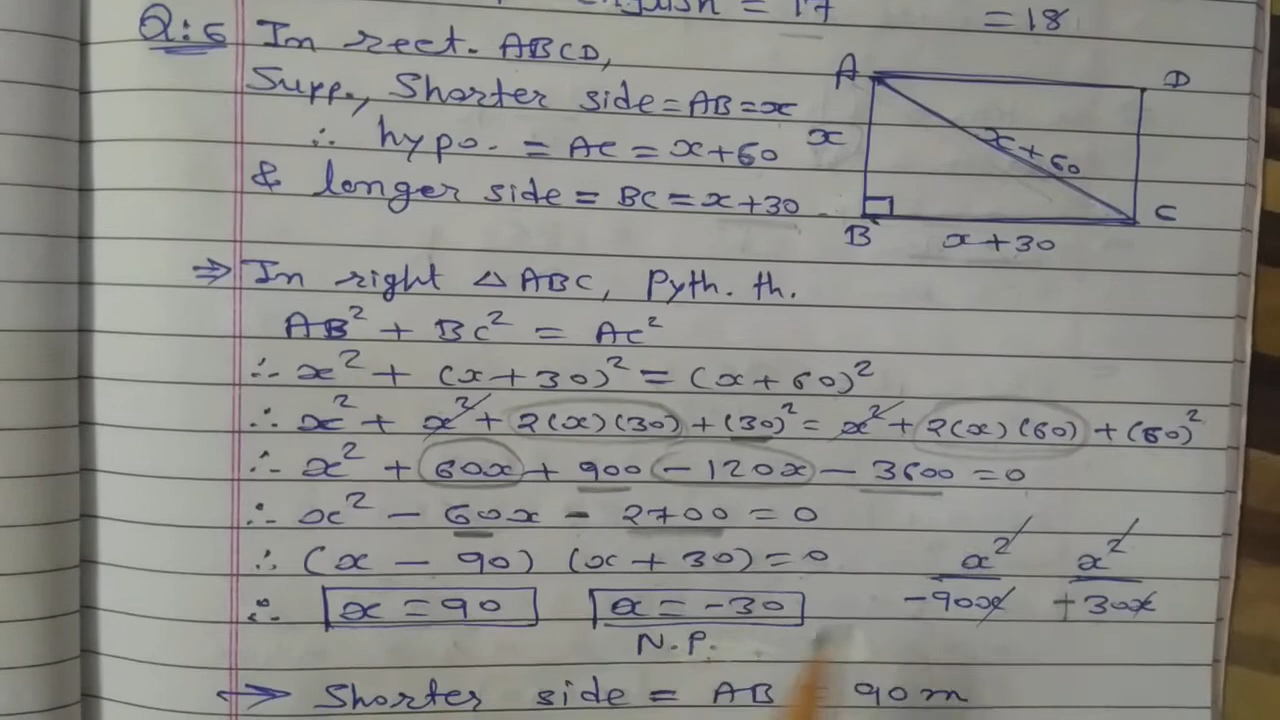 = 17 = 18
Q:6 In rect. ABCD,
Supp., Shorter side = AB = x
∴ hypo. = AC = x+60
& longer side = BC = x+30
A D
x x+60
B x+30 C
⇒ In right △ABC, Pyth. th.
AB² + BC² = AC²
∴ x² + (x+30)² = (x+60)²
∴ x² + x² + 2(x)(30) + (30)² = x² + 2(x)(60) + (60)²
∴ x² + 60x + 900 - 120x - 3600 = 0
∴ x² - 60x - 2700 = 0
∴ (x - 90) (x + 30) = 0
x² x²
-90x +30x
∴ x = 90 x = -30
N.P.
→ Shorter side = AB = 90m